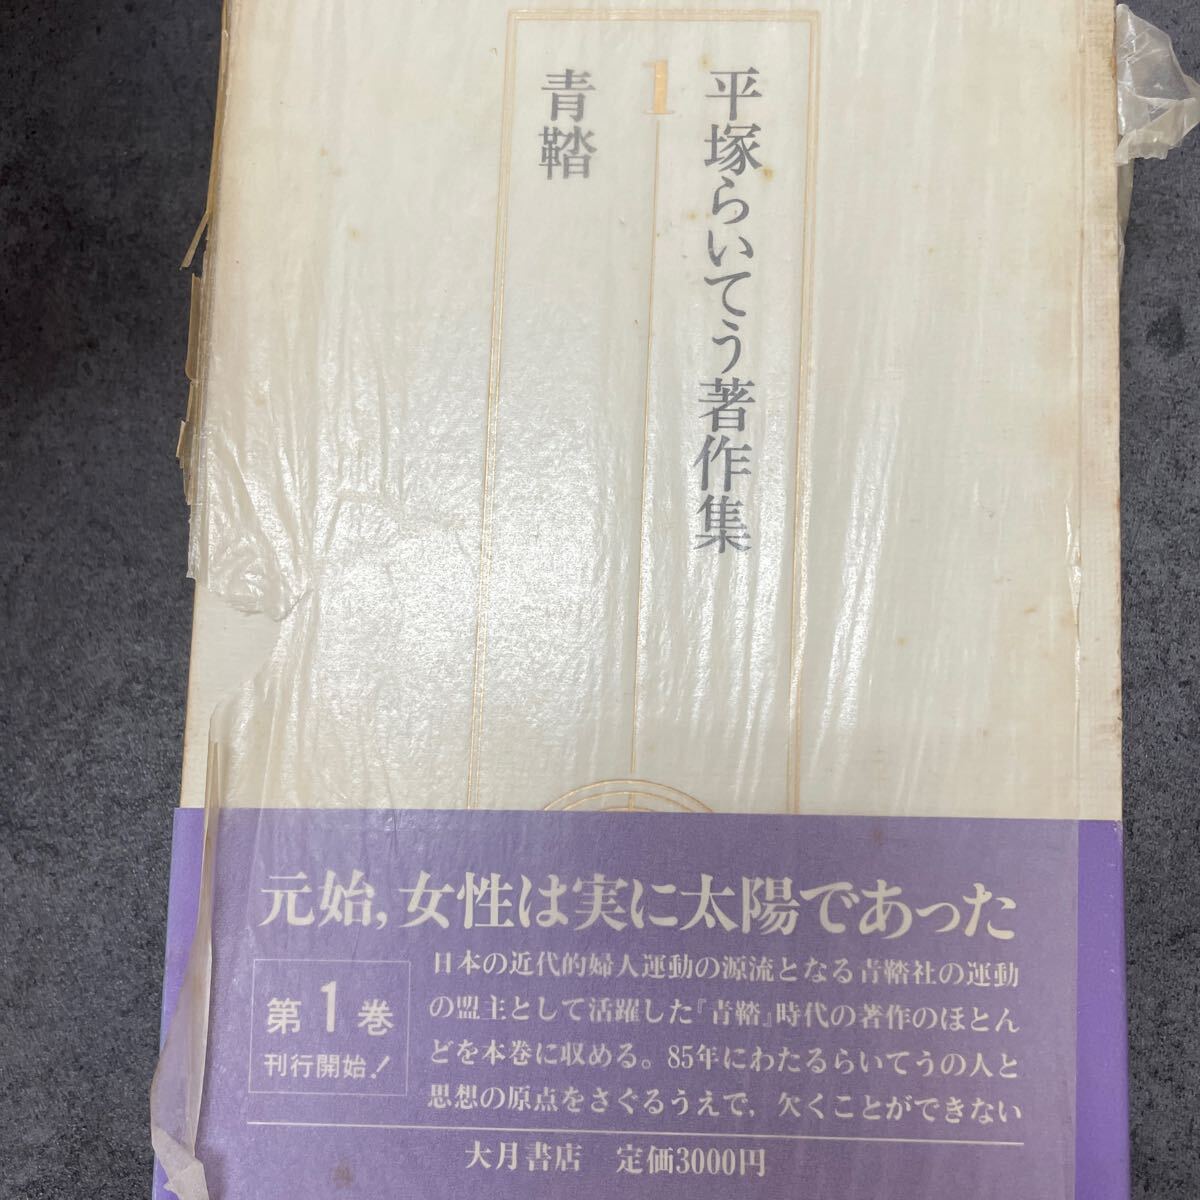 平塚らいてう著作集
1
青鞜
元始,女性は実に太陽であった
第1巻
刊行開始!
日本の近代的婦人運動の源流となる青鞜社の運動
の盟主として活躍した『青鞜』時代の著作のほとん
どを本巻に収める。85年にわたるらいてうの人と
思想の原点をさぐるうえで,欠くことができない
大月書店 定価3000円